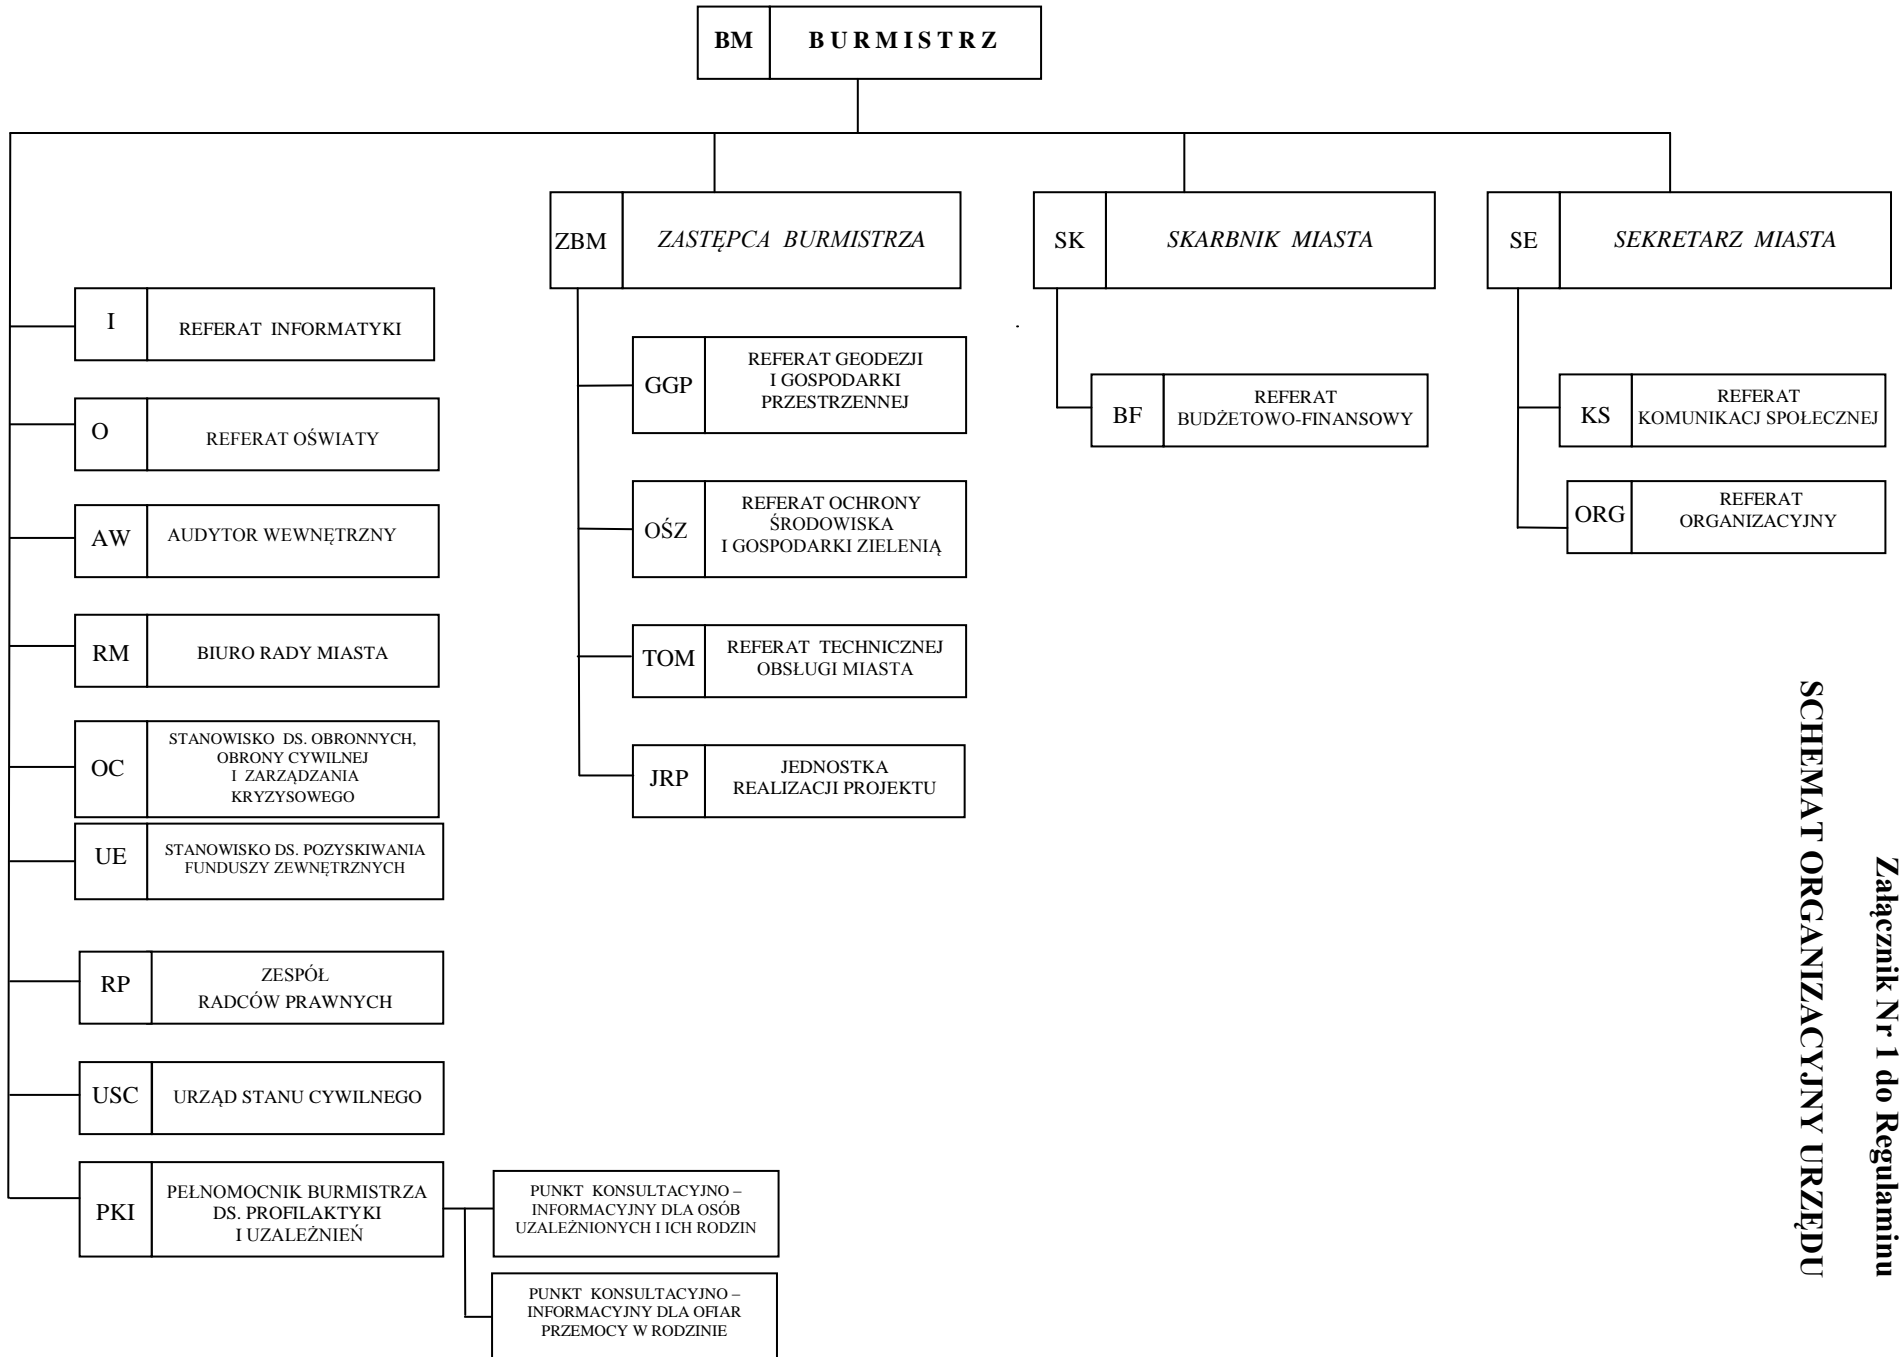 BM BURMISTRZ
ZBM ZASTĘPCA BURMISTRZA
SK SKARBNIK MIASTA
SE SEKRETARZ MIASTA
I REFERAT INFORMATYKI
O REFERAT OŚWIATY
AW AUDYTOR WEWNĘTRZNY
RM BIURO RADY MIASTA
OC STANOWISKO DS. OBRONNYCH,
OBRONY CYWILNEJ
I ZARZĄDZANIA
KRYZYSOWEGO
UE STANOWISKO DS. POZYSKIWANIA
FUNDUSZY ZEWNĘTRZNYCH
RP ZESPÓŁ
RADCÓW PRAWNYCH
USC URZĄD STANU CYWILNEGO
PKI PEŁNOMOCNIK BURMISTRZA
DS. PROFILAKTYKI
I UZALEŻNIEŃ
PUNKT KONSULTACYJNO –
INFORMACYJNY DLA OSÓB
UZALEŻNIONYCH I ICH RODZIN
PUNKT KONSULTACYJNO –
INFORMACYJNY DLA OFIAR
PRZEMOCY W RODZINIE
GGP REFERAT GEODEZJI
I GOSPODARKI
PRZESTRZENNEJ
OŚZ REFERAT OCHRONY
ŚRODOWISKA
I GOSPODARKI ZIELENIĄ
TOM REFERAT TECHNICZNEJ
OBSŁUGI MIASTA
JRP JEDNOSTKA
REALIZACJI PROJEKTU
BF REFERAT
BUDŻETOWO-FINANSOWY
KS REFERAT
KOMUNIKACJ SPOŁECZNEJ
ORG REFERAT
ORGANIZACYJNY
Załącznik Nr 1 do Regulaminu
SCHEMAT ORGANIZACYJNY URZĘDU